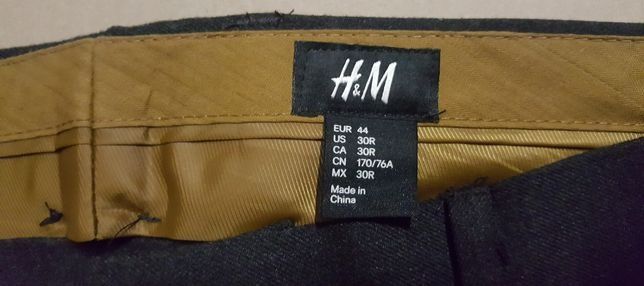 H&M
EUR 44
US 30R
CA 30R
CN 170/76A
MX 30R
Made in
China